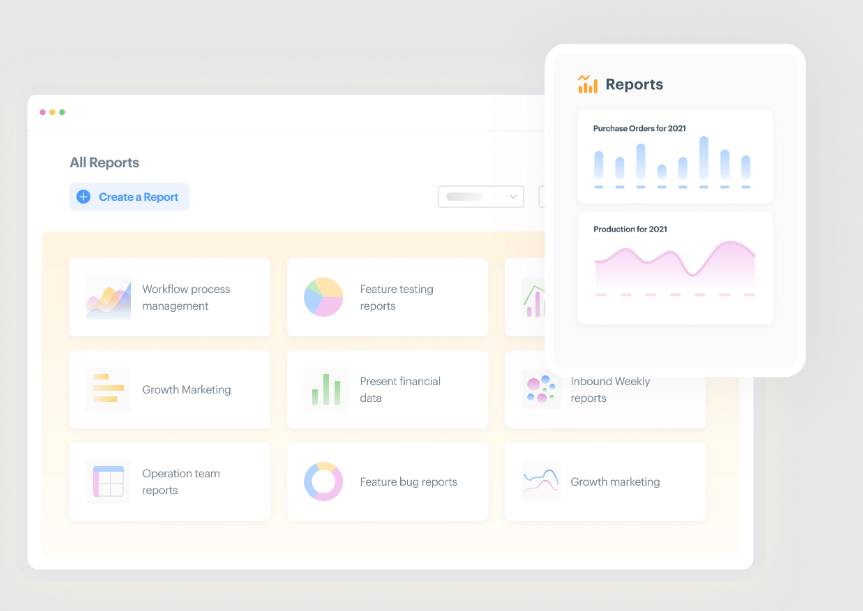 Reports
Purchase Orders for 2021
Production for 2021
All Reports
Create a Report
Workflow process
management
Feature testing
reports
Growth Marketing
Present financial
data
Inbound Weekly
reports
Operation team
reports
Feature bug reports
Growth marketing